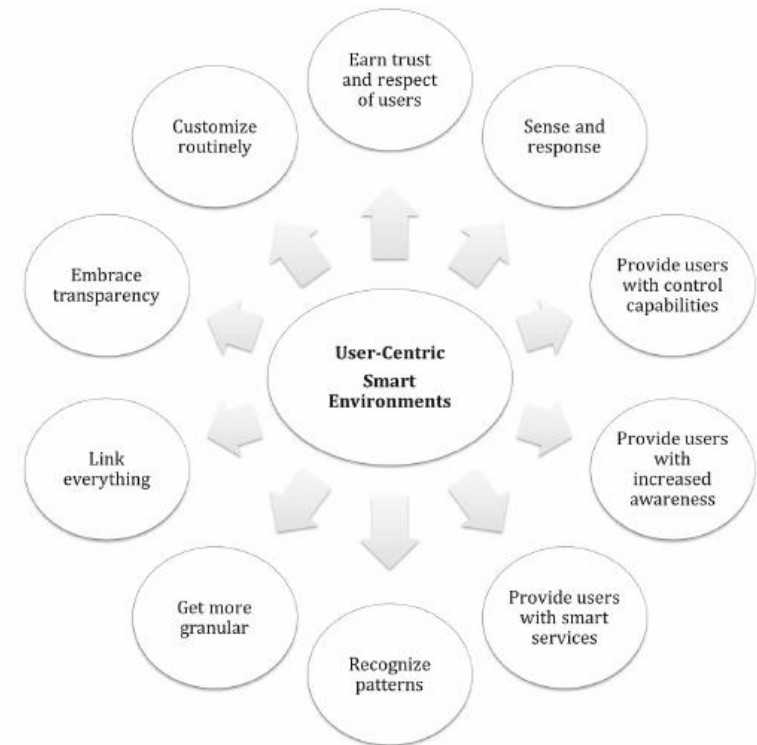 Earn trust
and respect
of users
Sense and
response
Provide users
with control
capabilities
Provide users
with
increased
awareness
Provide users
with smart
services
Recognize
patterns
Get more
granular
Link
everything
Embrace
transparency
Customize
routinely
User-Centric
Smart
Environments